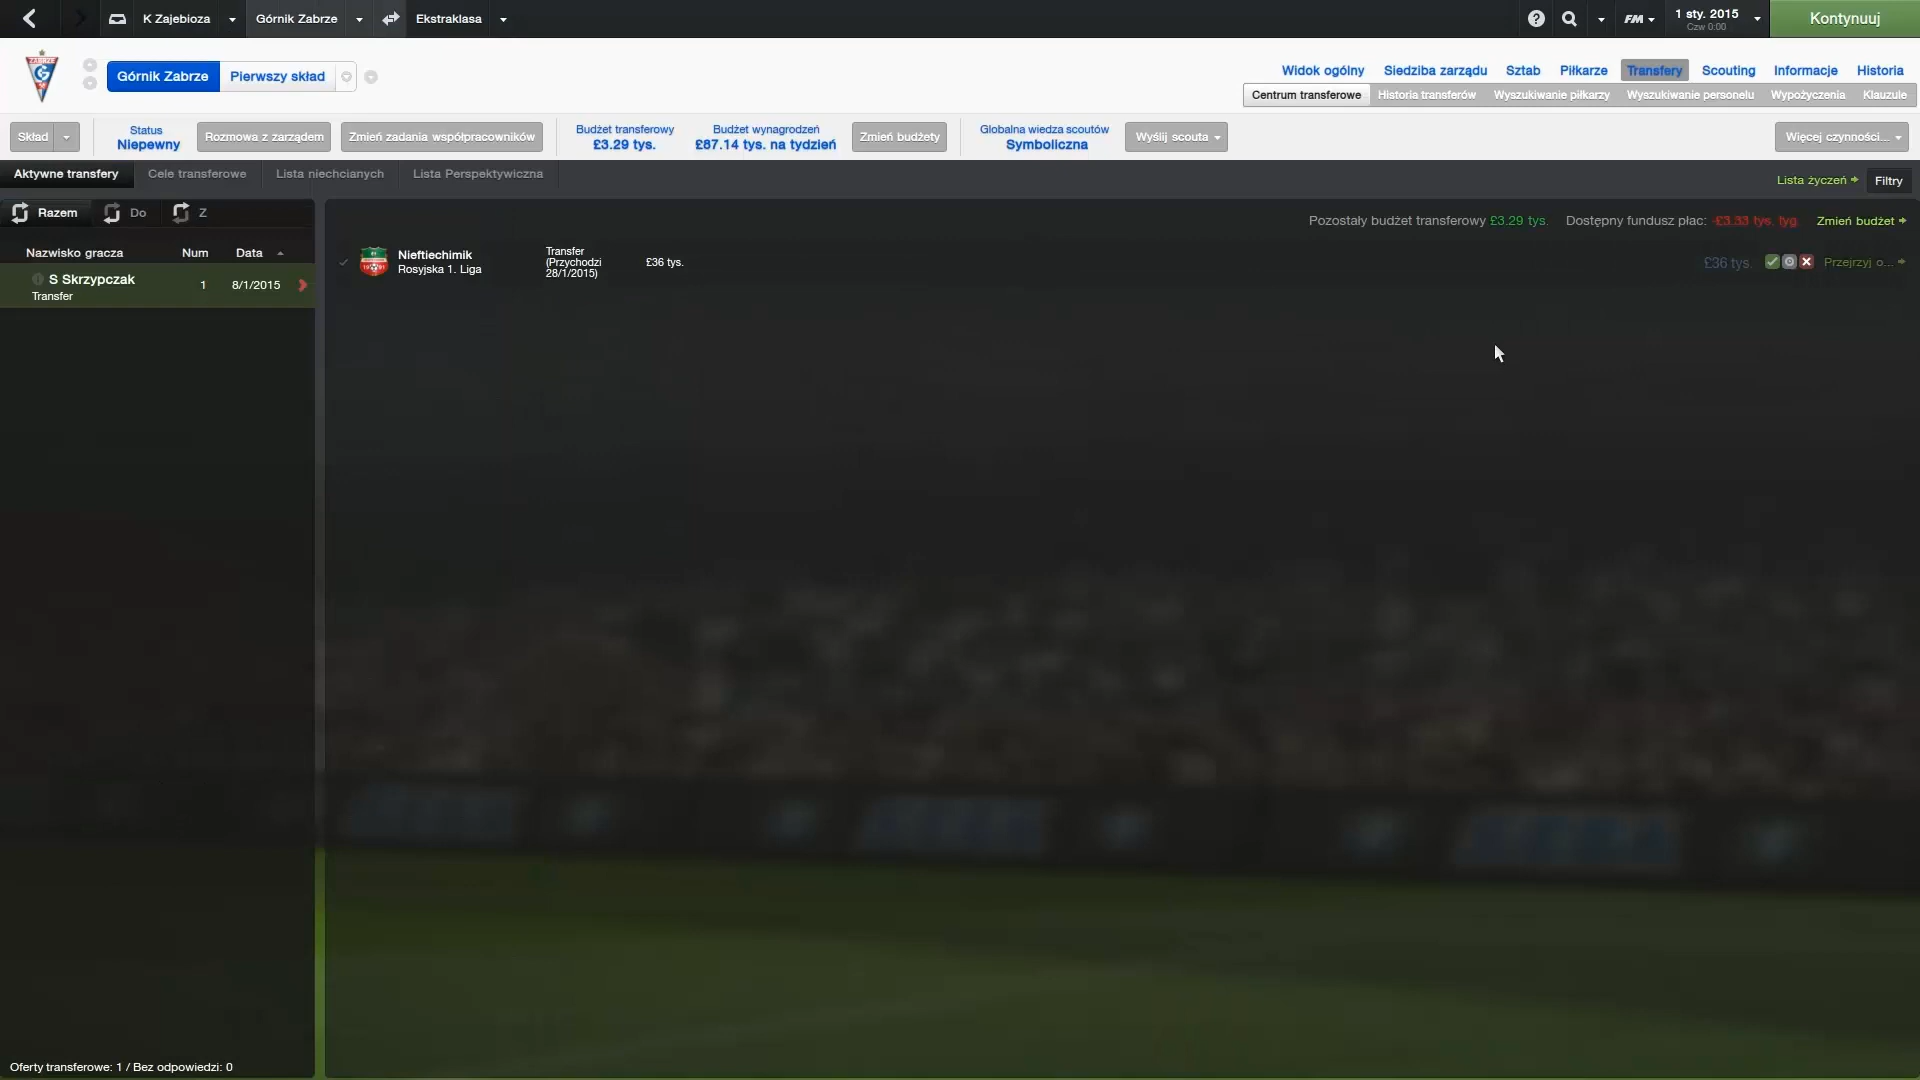 K Zajebioza
Górnik Zabrze
Ekstraklasa
FM
1 sty. 2015
Czw 0:00
Kontynuuj
Górnik Zabrze
Pierwszy skład
Widok ogólny
Siedziba zarządu
Sztab
Piłkarze
Transfery
Scouting
Informacje
Historia
Centrum transferowe
Historia transferów
Wyszukiwanie piłkarzy
Wyszukiwanie personelu
Wypożyczenia
Klauzule
Skład
Status
Niepewny
Rozmowa z zarządem
Zmień zadania współpracowników
Budżet transferowy
£3.29 tys.
Budżet wynagrodzeń
£87.14 tys. na tydzień
Zmień budżety
Globalna wiedza scoutów
Symboliczna
Wyślij scouta
Więcej czynności...
Aktywne transfery
Cele transferowe
Lista niechcianych
Lista Perspektywiczna
Lista życzeń
Filtry
Razem
Do
Z
Pozostały budżet transferowy £3.29 tys.
Dostępny fundusz płac: -£3.33 tys. tyg
Zmień budżet
Nazwisko gracza
Num
Data
S Skrzypczak
Transfer
1
8/1/2015
Nieftiechimik
Rosyjska 1. Liga
Transfer
(Przychodzi
28/1/2015)
£36 tys.
£36 tys.
Przejrzyj o...
Oferty transferowe: 1 / Bez odpowiedzi: 0